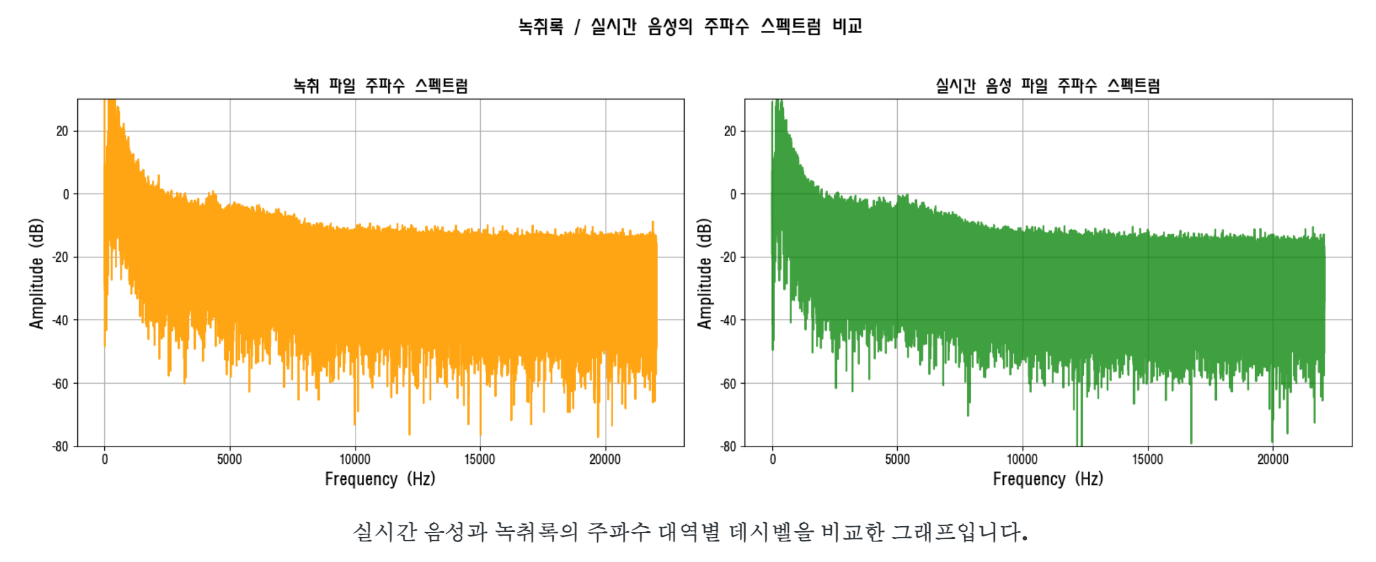 녹취록 / 실시간 음성의 주파수 스펙트럼 비교
녹취 파일 주파수 스펙트럼
20
0
-20
-40
-60
-80
Amplitude (dB)
0 5000 10000 15000 20000
Frequency (Hz)
실시간 음성 파일 주파수 스펙트럼
20
0
-20
-40
-60
-80
Amplitude (dB)
0 5000 10000 15000 20000
Frequency (Hz)
실시간 음성과 녹취록의 주파수 대역별 데시벨을 비교한 그래프입니다.